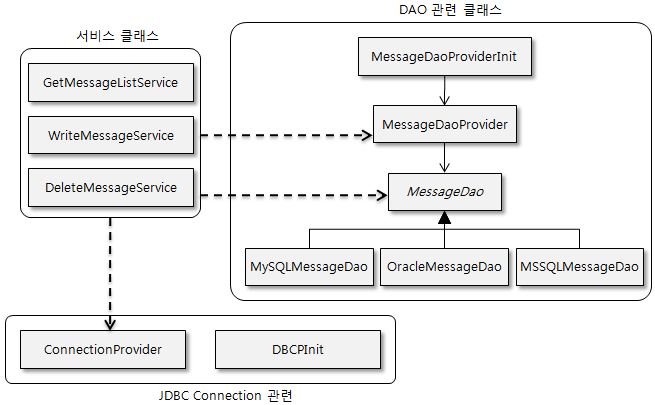 서비스 클래스
GetMessageListService
WriteMessageService
DeleteMessageService
DAO 관련 클래스
MessageDaoProviderInit
MessageDaoProvider
MessageDao
MySQLMessageDao
OracleMessageDao
MSSQLMessageDao
ConnectionProvider
DBCPInit
JDBC Connection 관련